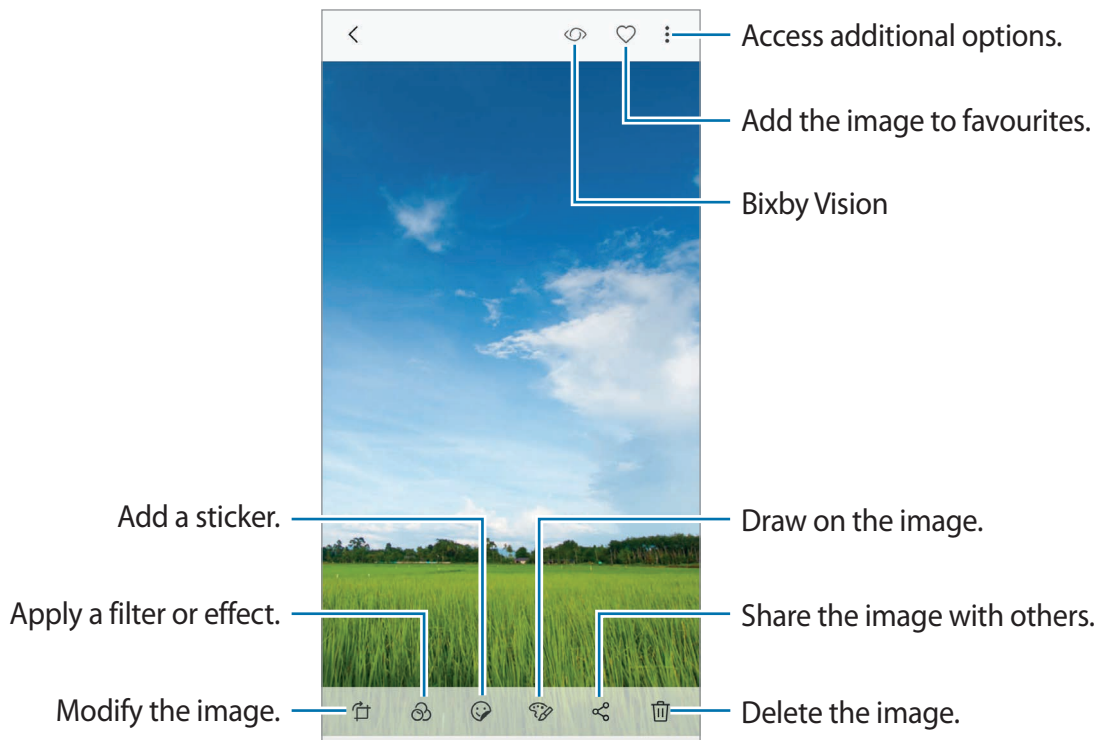 Access additional options.
Add the image to favourites.
Bixby Vision
Add a sticker.
Draw on the image.
Apply a filter or effect.
Share the image with others.
Modify the image.
Delete the image.